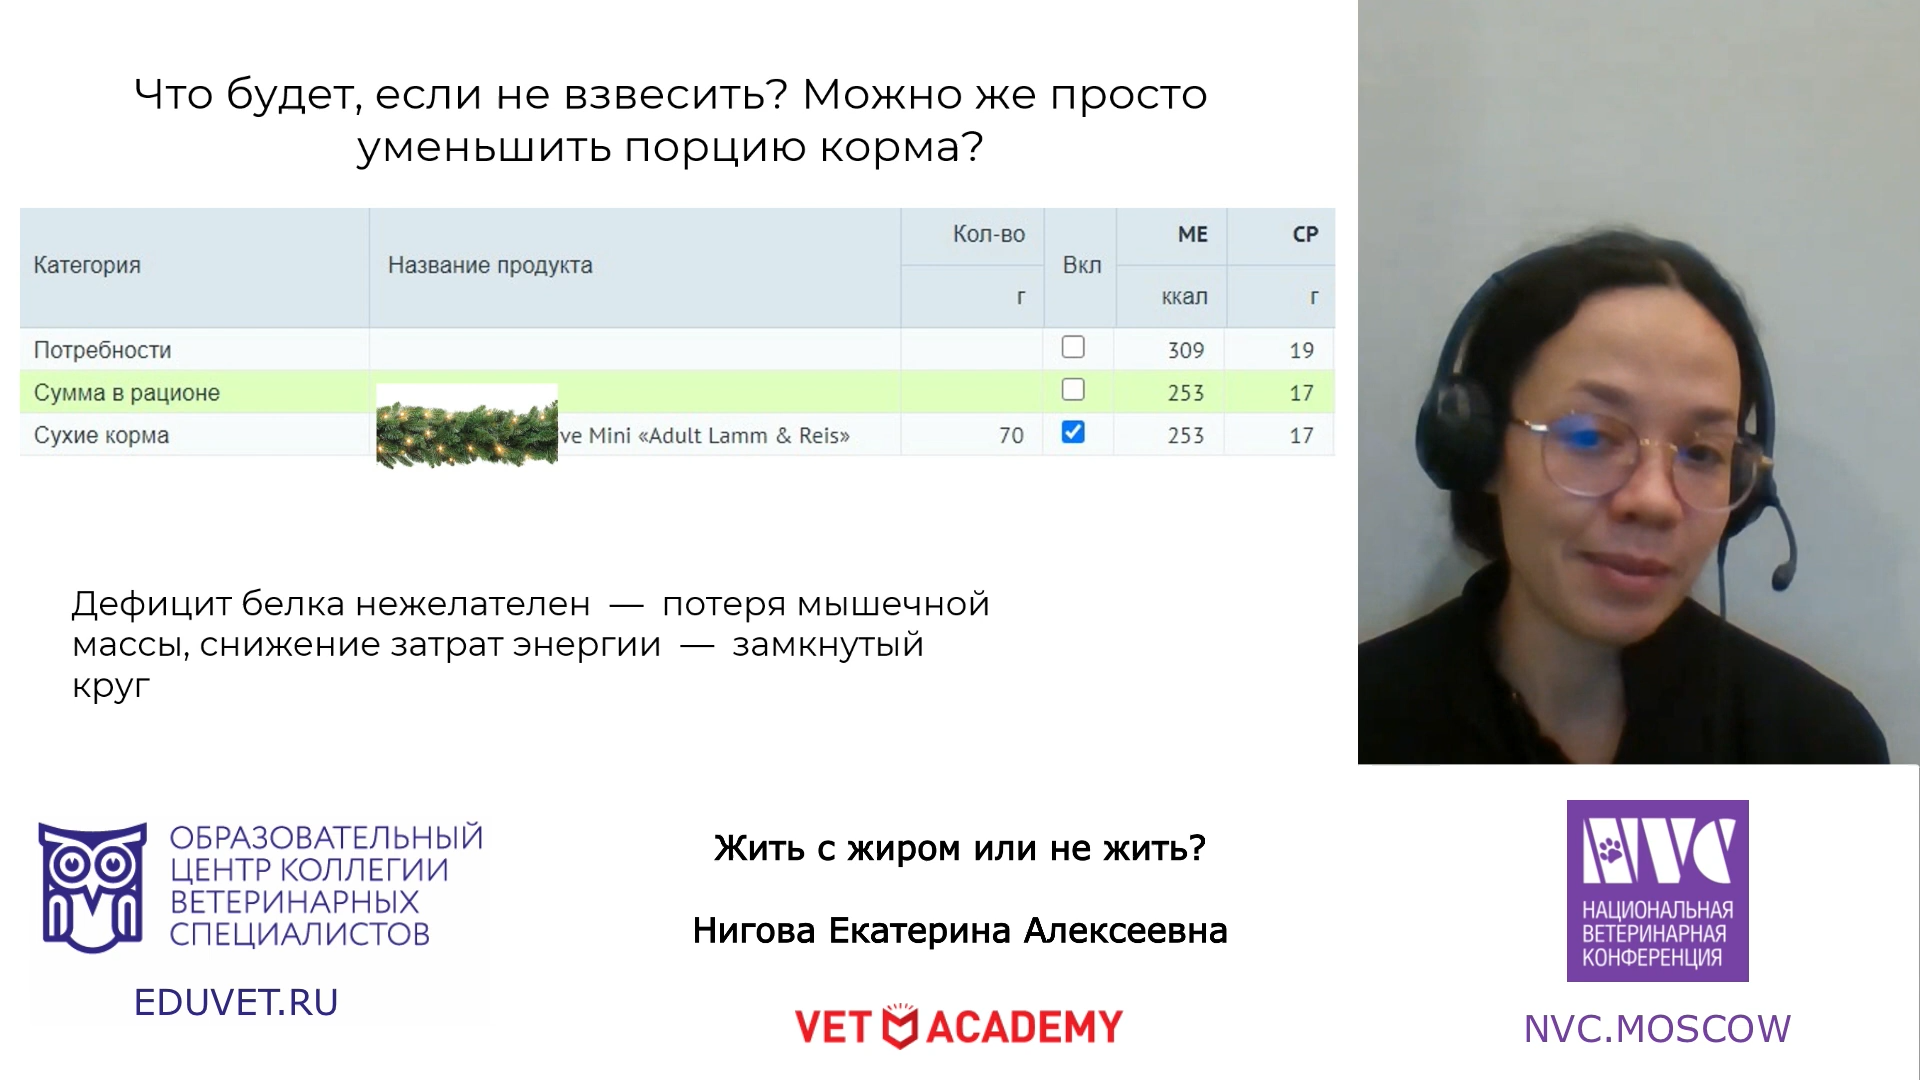 Что будет, если не взвесить? Можно же просто
уменьшить порцию корма?
Категория Название продукта Кол-во г Вкл ME ккал CP г
Потребности 309 19
Сумма в рационе 253 17
Сухие корма ve Mini «Adult Lamm & Reis» 70 253 17
Дефицит белка нежелателен — потеря мышечной
массы, снижение затрат энергии — замкнутый
круг
ОБРАЗОВАТЕЛЬНЫЙ
ЦЕНТР КОЛЛЕГИИ
ВЕТЕРИНАРНЫХ
СПЕЦИАЛИСТОВ
EDUVET.RU
Жить с жиром или не жить?
Нигова Екатерина Алексеевна
VET ACADEMY
NVC
НАЦИОНАЛЬНАЯ
ВЕТЕРИНАРНАЯ
КОНФЕРЕНЦИЯ
NVC.MOSCOW